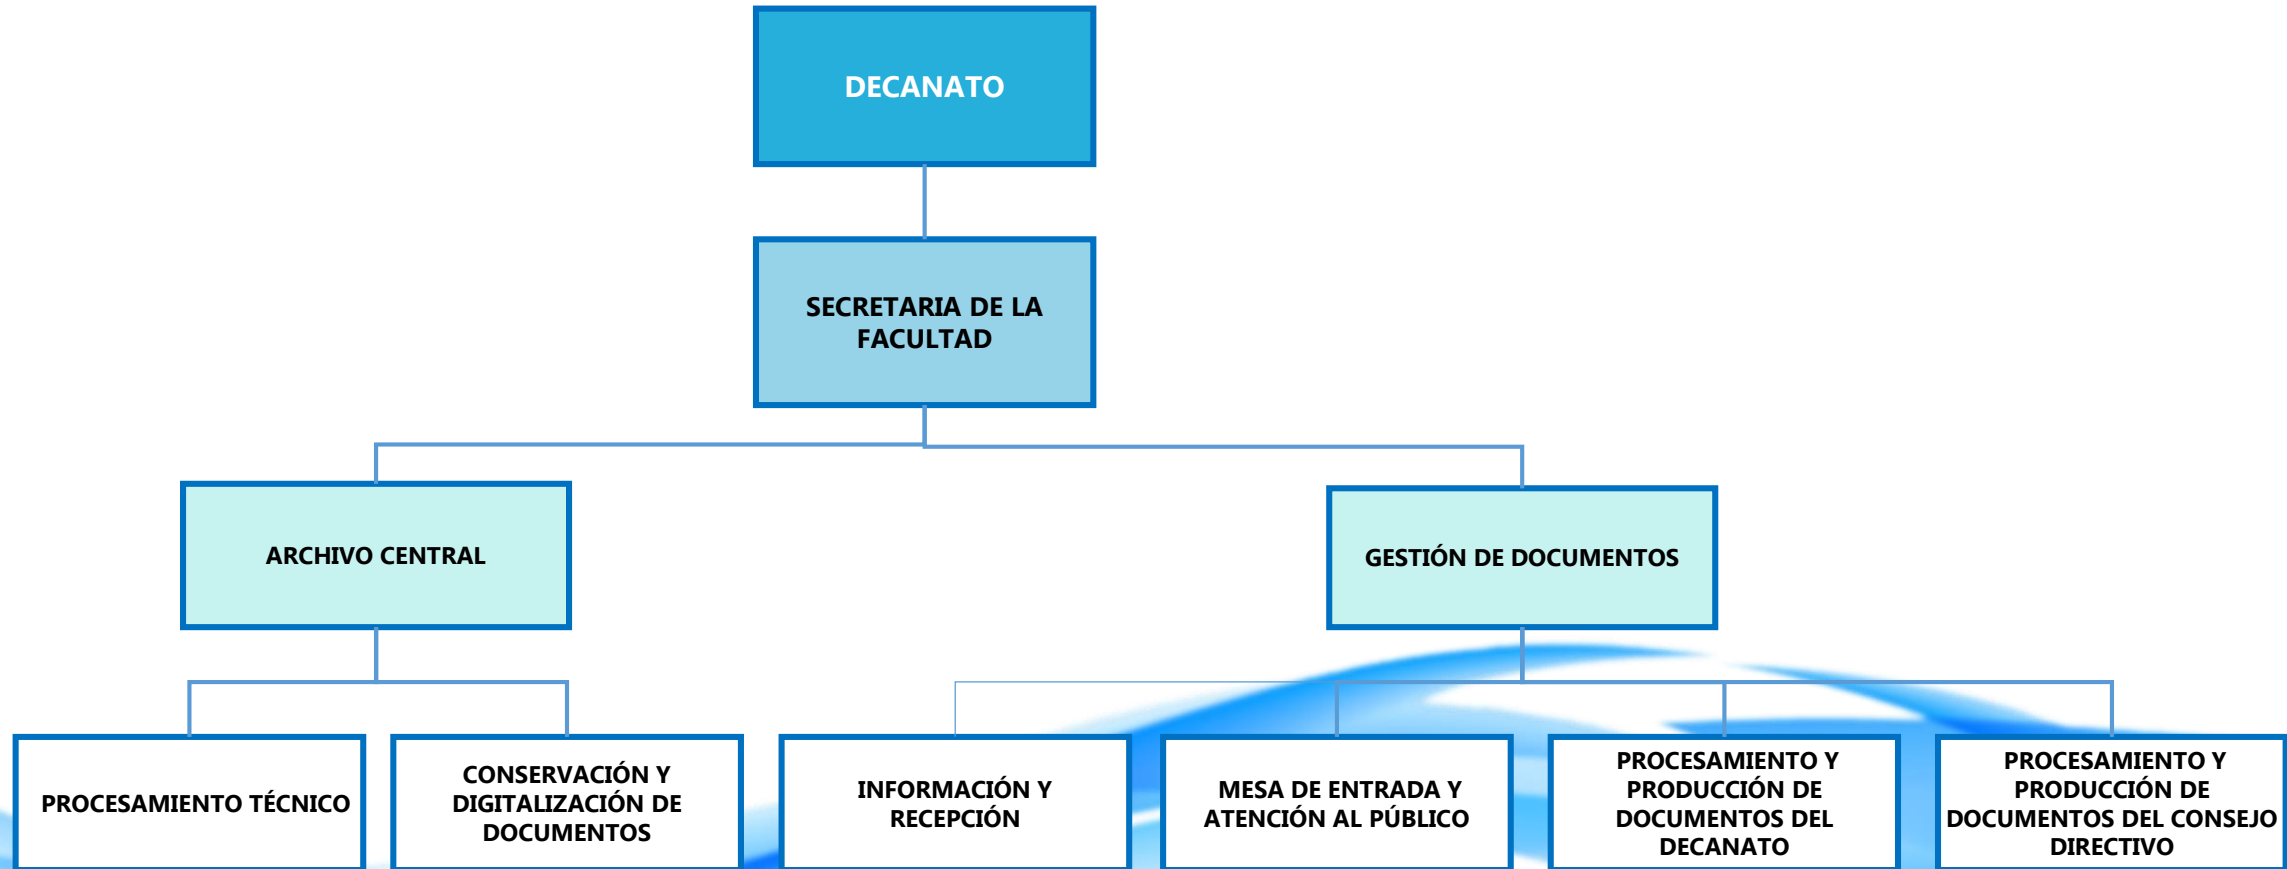 DECANATO
SECRETARIA DE LA
FACULTAD
ARCHIVO CENTRAL
GESTIÓN DE DOCUMENTOS
PROCESAMIENTO TÉCNICO
CONSERVACIÓN Y
DIGITALIZACIÓN DE
DOCUMENTOS
INFORMACIÓN Y
RECEPCIÓN
MESA DE ENTRADA Y
ATENCIÓN AL PÚBLICO
PROCESAMIENTO Y
PRODUCCIÓN DE
DOCUMENTOS DEL
DECANATO
PROCESAMIENTO Y
PRODUCCIÓN DE
DOCUMENTOS DEL CONSEJO
DIRECTIVO